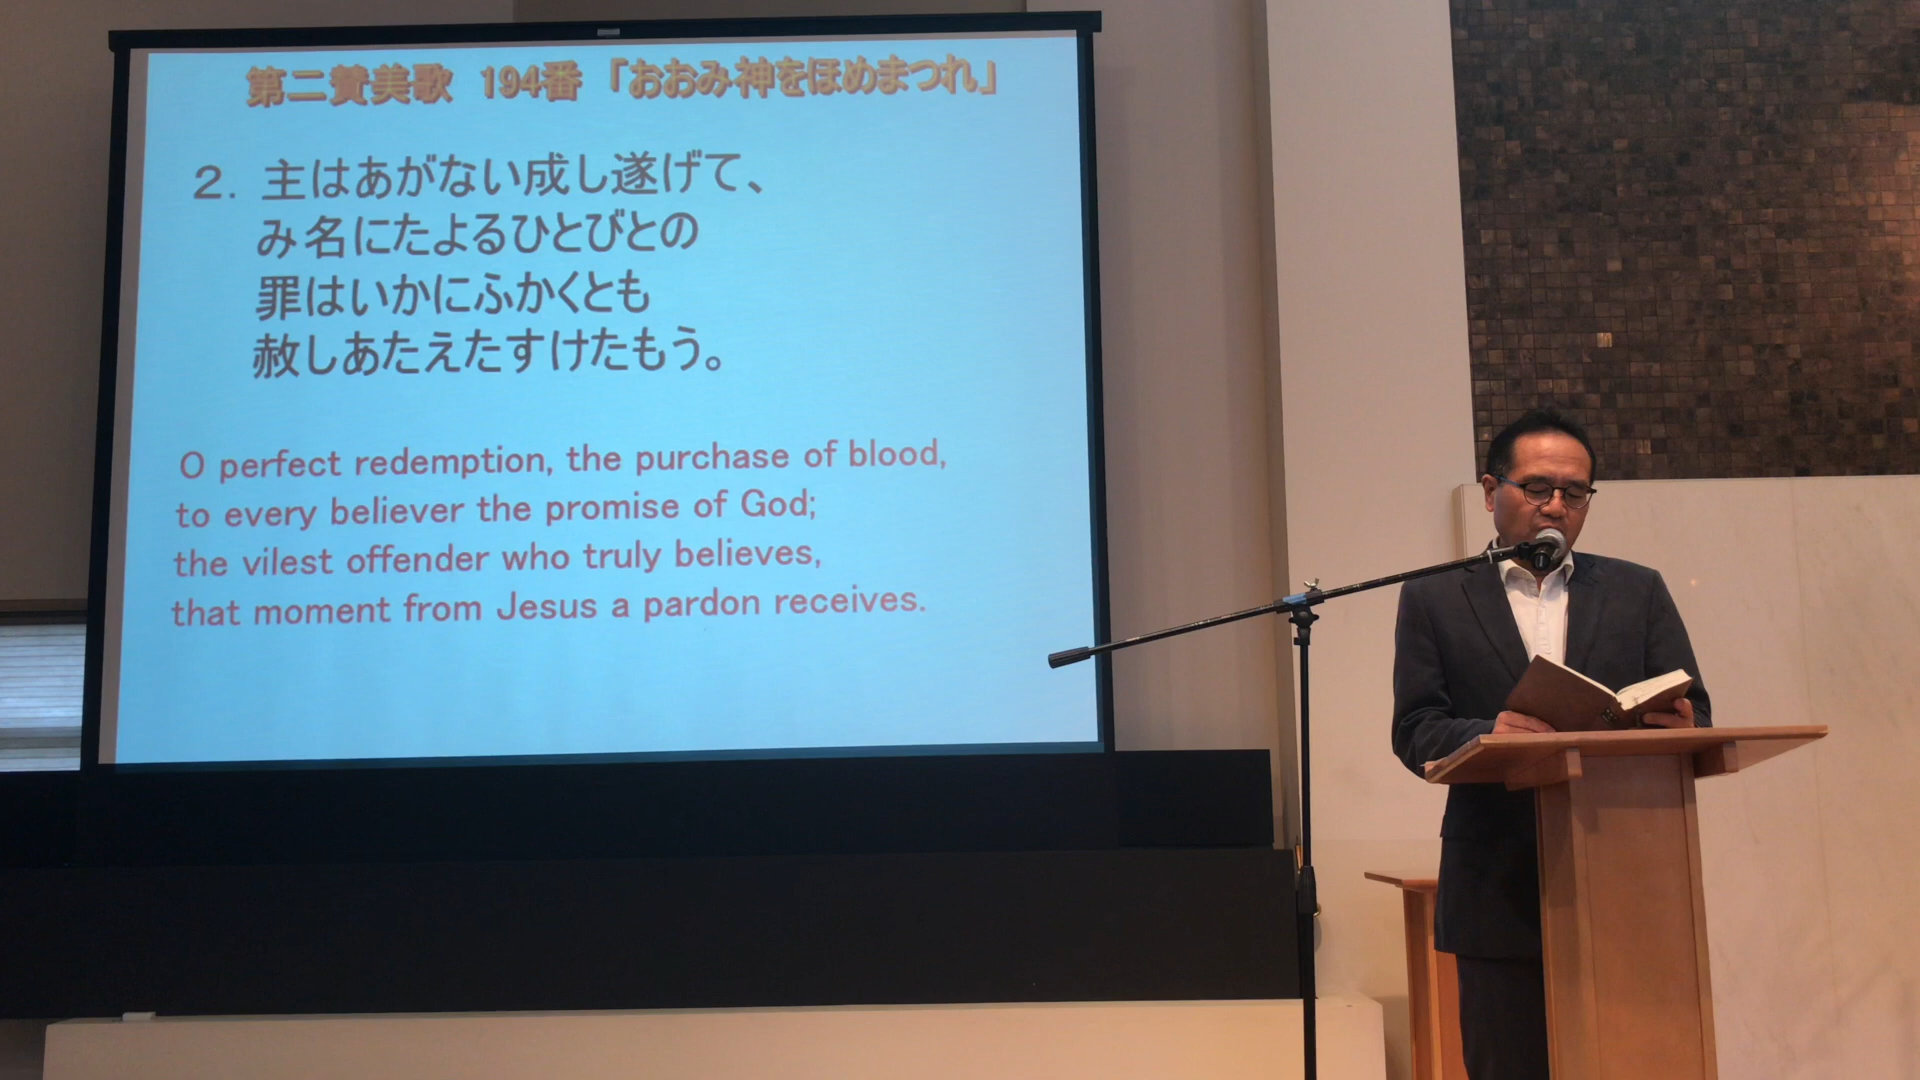 第二賛美歌 194番 「おおみ神をほめまつれ」
2. 主はあがない成し遂げて、
み名にたよるひとびとの
罪はいかにふかくとも
赦しあたえたすけたもう。
O perfect redemption, the purchase of blood,
to every believer the promise of God;
the vilest offender who truly believes,
that moment from Jesus a pardon receives.